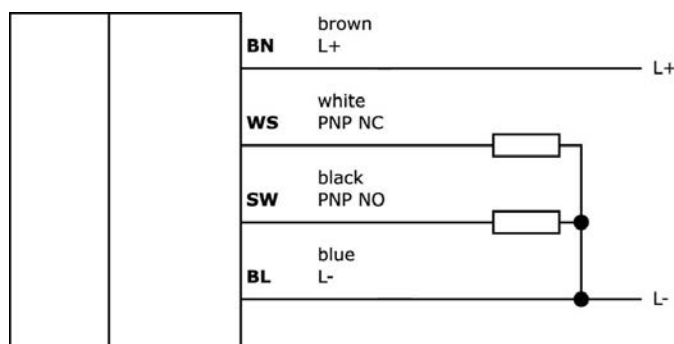 brown
BN L+
L+
white
WS PNP NC
black
SW PNP NO
blue
BL L-
L-